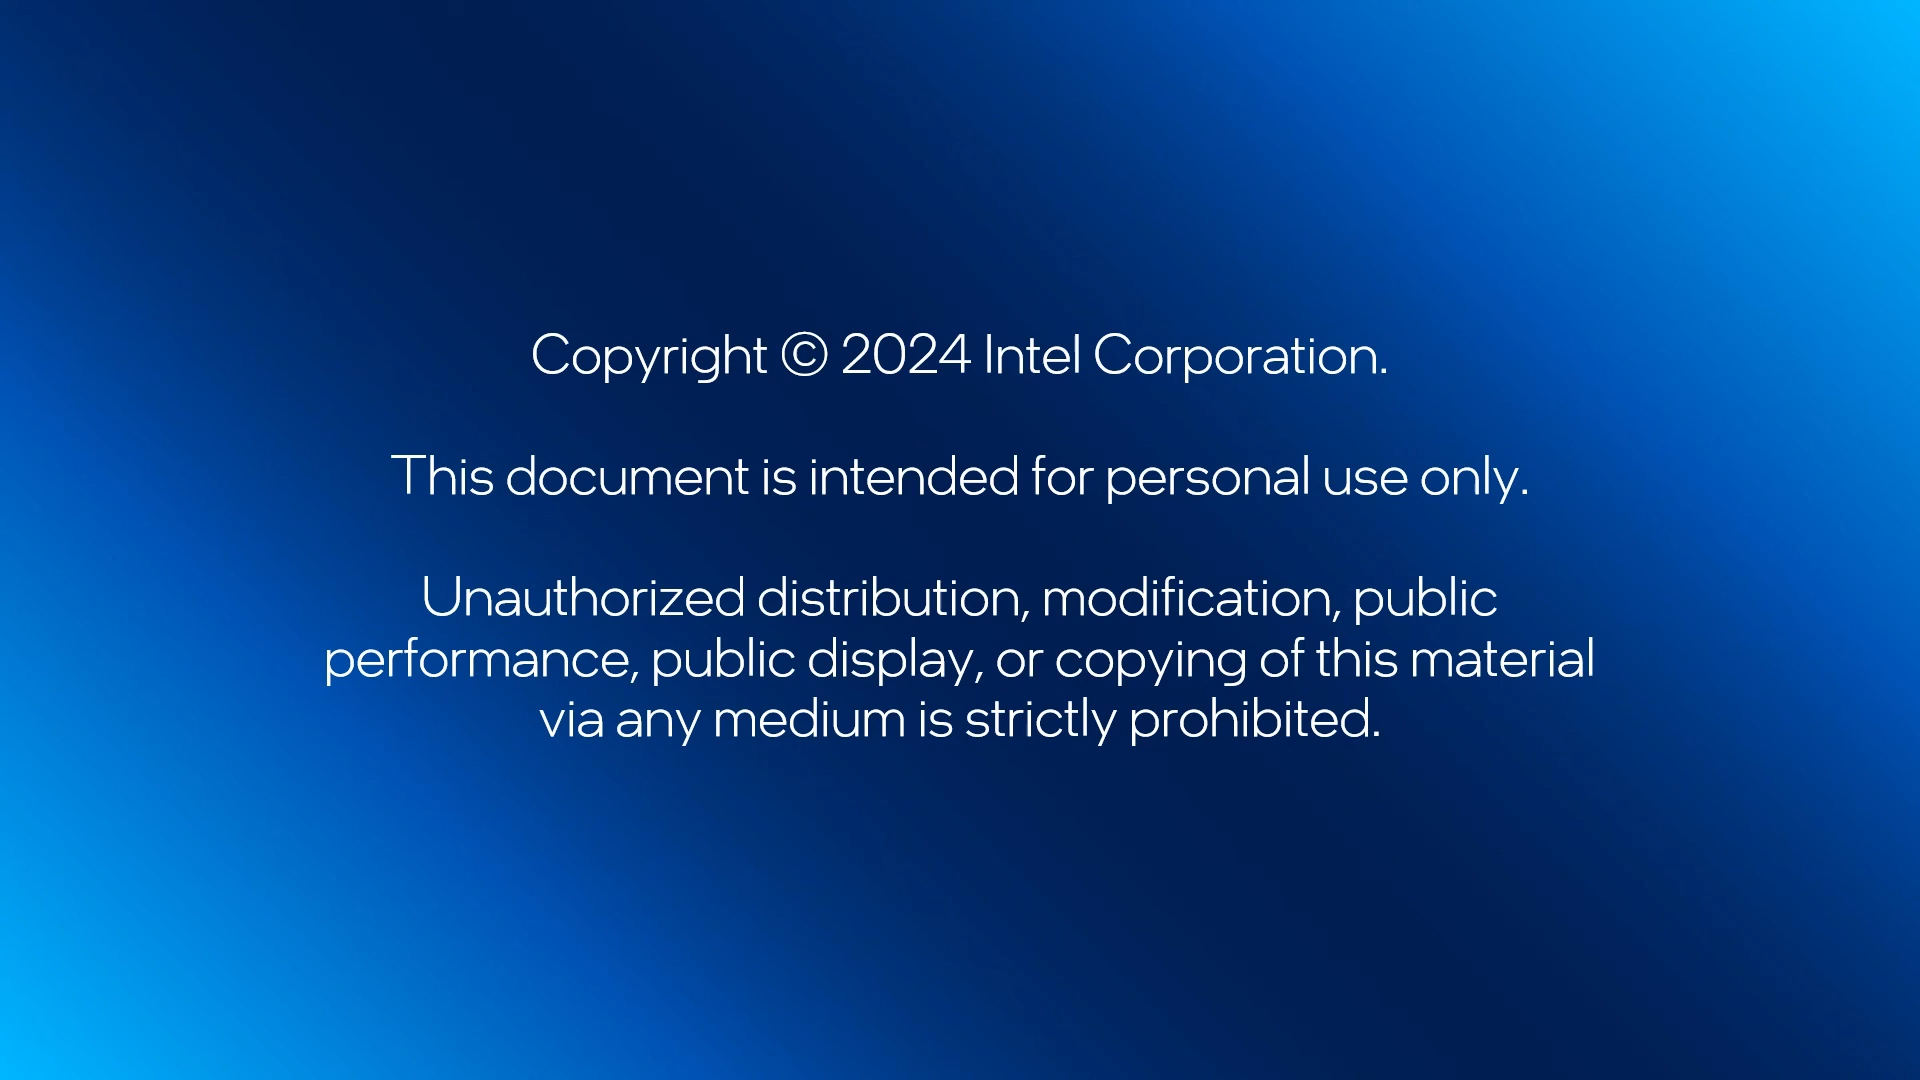 Copyright © 2024 Intel Corporation.
This document is intended for personal use only.
Unauthorized distribution, modification, public
performance, public display, or copying of this material
via any medium is strictly prohibited.